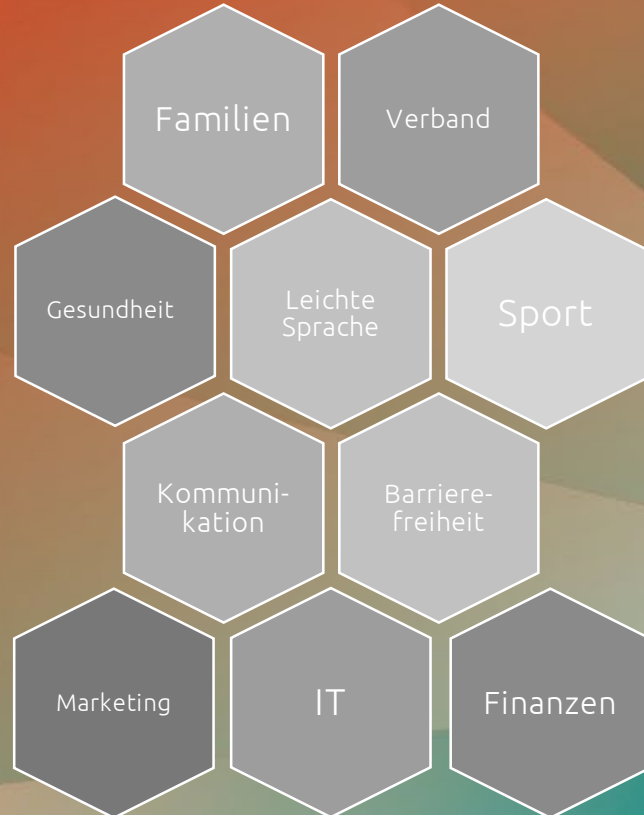 Familien
Verband
Gesundheit
Leichte
Sprache
Sport
Kommuni-
kation
Barriere-
freiheit
Marketing
IT
Finanzen